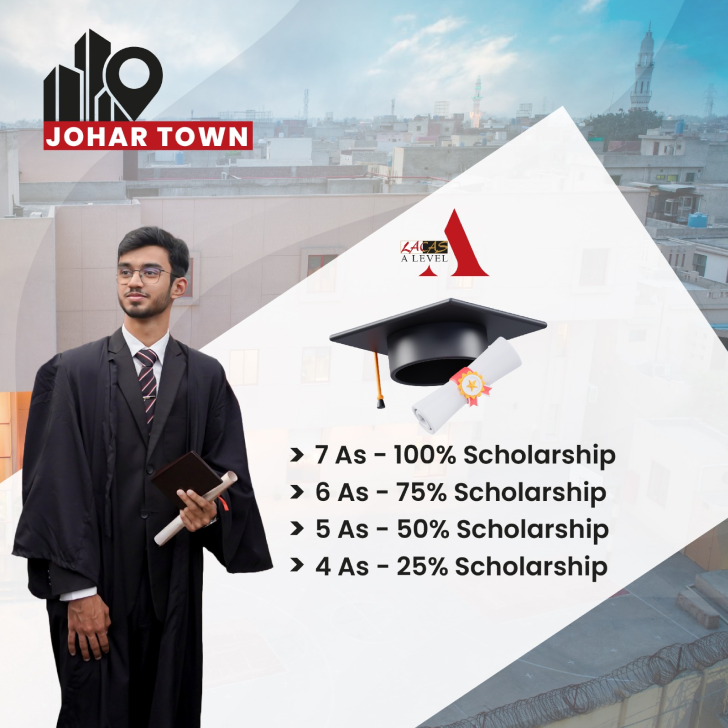 JOHAR TOWN
LACAS
A LEVEL
7 As - 100% Scholarship
6 As - 75% Scholarship
5 As - 50% Scholarship
4 As - 25% Scholarship